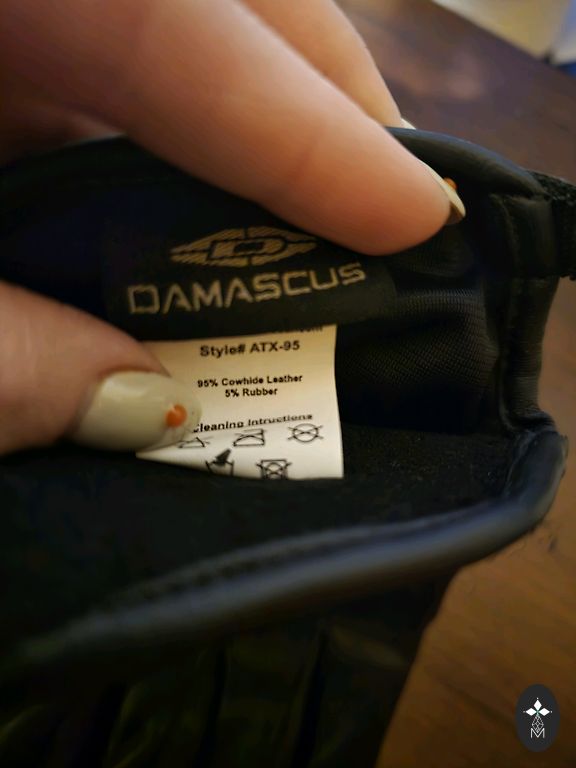 DAMASCUS
Style# ATX-95
95% Cowhide Leather
5% Rubber
Cleaning Intructions
M